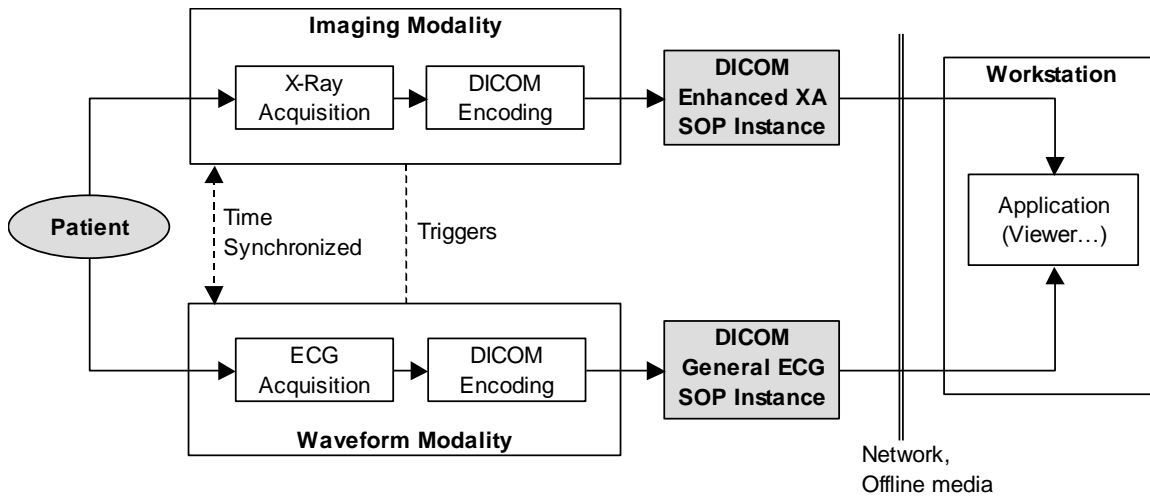 Imaging Modality
X-Ray
Acquisition
DICOM
Encoding
DICOM
Enhanced XA
SOP Instance
Workstation
Application
(Viewer…)
Patient
Time
Synchronized
Triggers
ECG
Acquisition
DICOM
Encoding
Waveform Modality
DICOM
General ECG
SOP Instance
Network,
Offline media